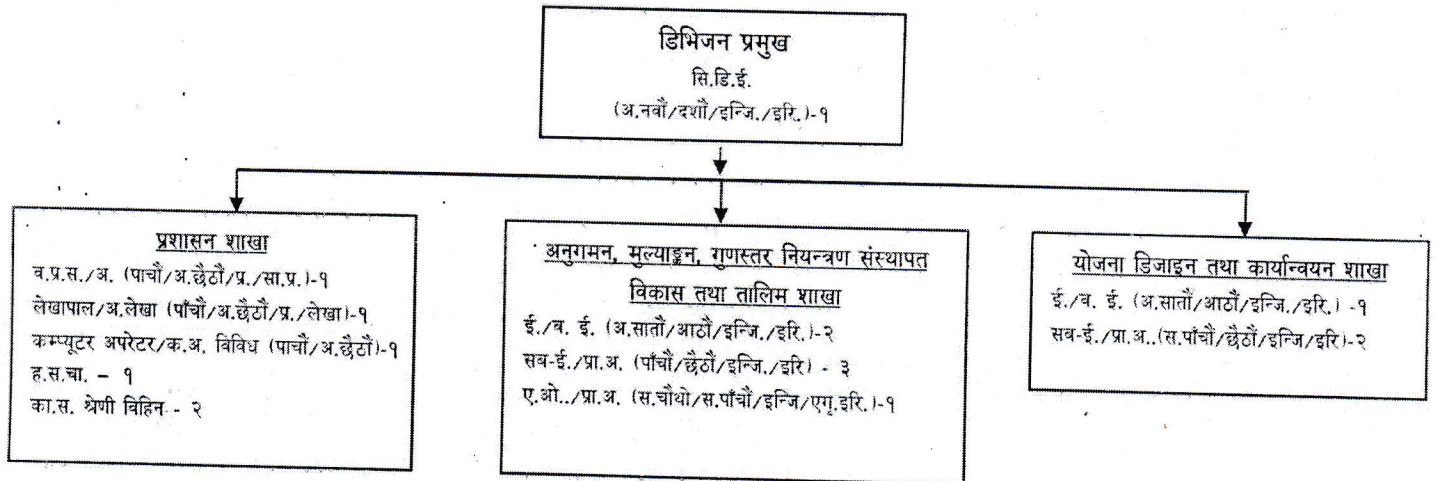 डिभिजन प्रमुख
सि.डि.ई.
(अ.नवौं/दशौं/इन्जि./इरि.)-१
प्रशासन शाखा
व.प्र.स./अ. (पाचौं/अ.छैठौं/प्र./सा.प्र.)-१
लेखापाल/अ.लेखा (पाँचौं/अ.छैठौं/प्र./लेखा)-१
कम्प्यूटर अपरेटर/क.अ. विविध (पाचौं/अ.छैठौं)-१
ह.स.चा. - १
का.स. श्रेणी विहिन - २
अनुगमन, मुल्याङ्कन, गुणस्तर नियन्त्रण संस्थापत
विकास तथा तालिम शाखा
ई./व. ई. (अ.सातौं/आठौं/इन्जि./इरि.)-२
सब-ई./प्रा.अ. (पाँचौं/छैठौं/इन्जि./इरि) - ३
ए.ओ../प्रा.अ. (स.चौथो/स.पाँचौं/इन्जि/एगृ.इरि.)-१
योजना डिजाइन तथा कार्यान्वयन शाखा
ई./व. ई. (अ.सातौं/आठौं/इन्जि./इरि.) -१
सब-ई./प्रा.अ..(स.पाँचौं/छैठौं/इन्जि/इरि)-२